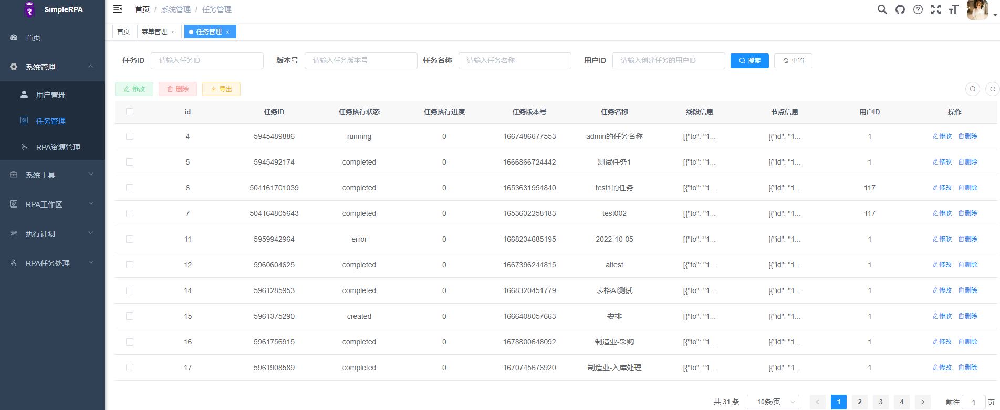 SimpleRPA
首页
系统管理
用户管理
任务管理
RPA资源管理
系统工具
RPA工作区
执行计划
RPA任务处理
首页 / 系统管理 / 任务管理
首页 菜单管理 × 任务管理 ×
任务ID 请输入任务ID 版本号 请输入任务版本号 任务名称 请输入任务名称 用户ID 请输入创建任务的用户ID 搜索 重置
修改 删除 导出
id 任务ID 任务执行状态 任务执行进度 任务版本号 任务名称 线段信息 节点信息 用户ID 操作
4 5945489886 running 0 1667486677553 admin的任务名称 [{"to": "1... [{"id": "1... 1 修改 删除
5 5945492174 completed 0 1666866724442 测试任务1 [{"to": "1... [{"id": "1... 1 修改 删除
6 504161701039 completed 0 1653631954840 test1的任务 [{"to": "1... [{"id": "1... 117 修改 删除
7 504164805643 completed 0 1653632258183 test002 [{"to": "1... [{"id": "1... 117 修改 删除
11 5959942964 error 0 1668234685195 2022-10-05 [{"to": "1... [{"id": "1... 1 修改 删除
12 5960604625 completed 0 1667396244815 aitest [{"to": "1... [{"id": "1... 1 修改 删除
14 5961285953 completed 0 1668320451779 表格AI测试 [{"to": "1... [{"id": "1... 1 修改 删除
15 5961375290 created 0 1666408057663 安排 [{"to": "1... [{"id": "1... 1 修改 删除
16 5961756915 completed 0 1678800648092 制造业-采购 [{"to": "1... [{"id": "1... 1 修改 删除
17 5961908589 completed 0 1670745676920 制造业-入库处理 [{"to": "1... [{"id": "1... 1 修改 删除
共 31 条 10条/页 1 2 3 4 前往 1 页